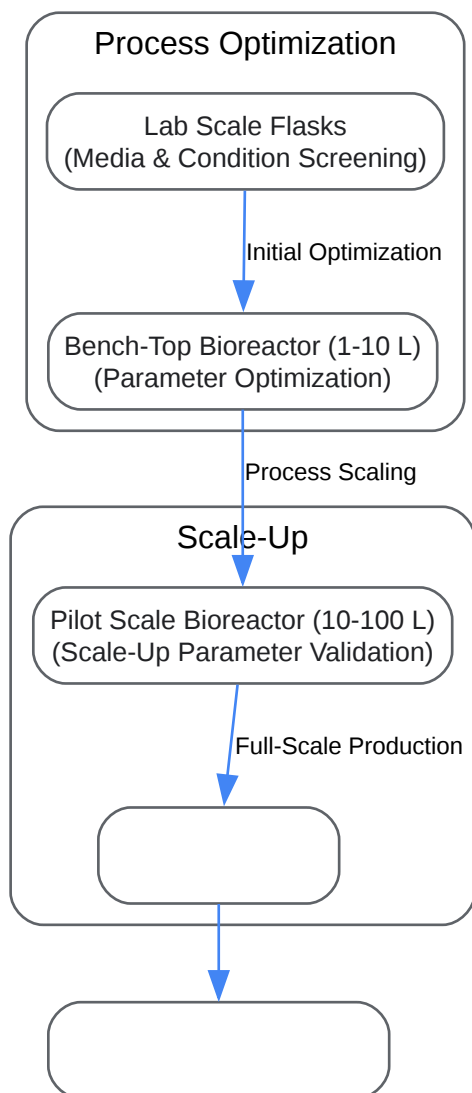 Process Optimization
Lab Scale Flasks
(Media & Condition Screening)
Initial Optimization
Bench-Top Bioreactor (1-10 L)
(Parameter Optimization)
Process Scaling
Scale-Up
Pilot Scale Bioreactor (10-100 L)
(Scale-Up Parameter Validation)
Full-Scale Production